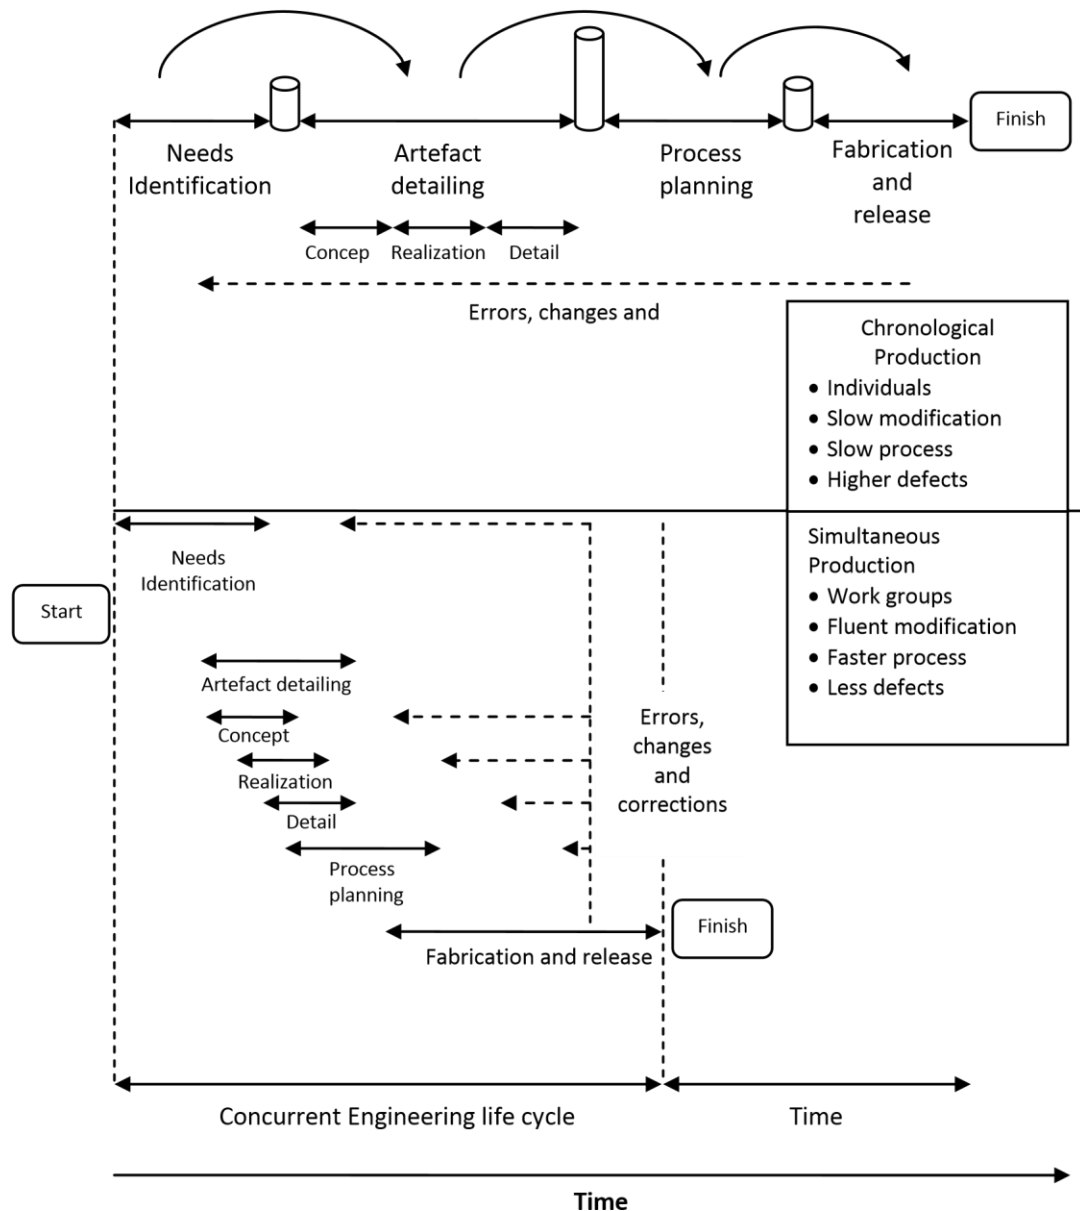 Finish
Needs
Identification
Artefact
detailing
Process
planning
Fabrication
and
release
Concep
Realization
Detail
Errors, changes and
Chronological
Production
• Individuals
• Slow modification
• Slow process
• Higher defects
Needs
Identification
Start
Simultaneous
Production
• Work groups
• Fluent modification
• Faster process
• Less defects
Artefact detailing
Concept
Realization
Detail
Process
planning
Errors,
changes
and
corrections
Finish
Fabrication and release
Concurrent Engineering life cycle
Time
Time